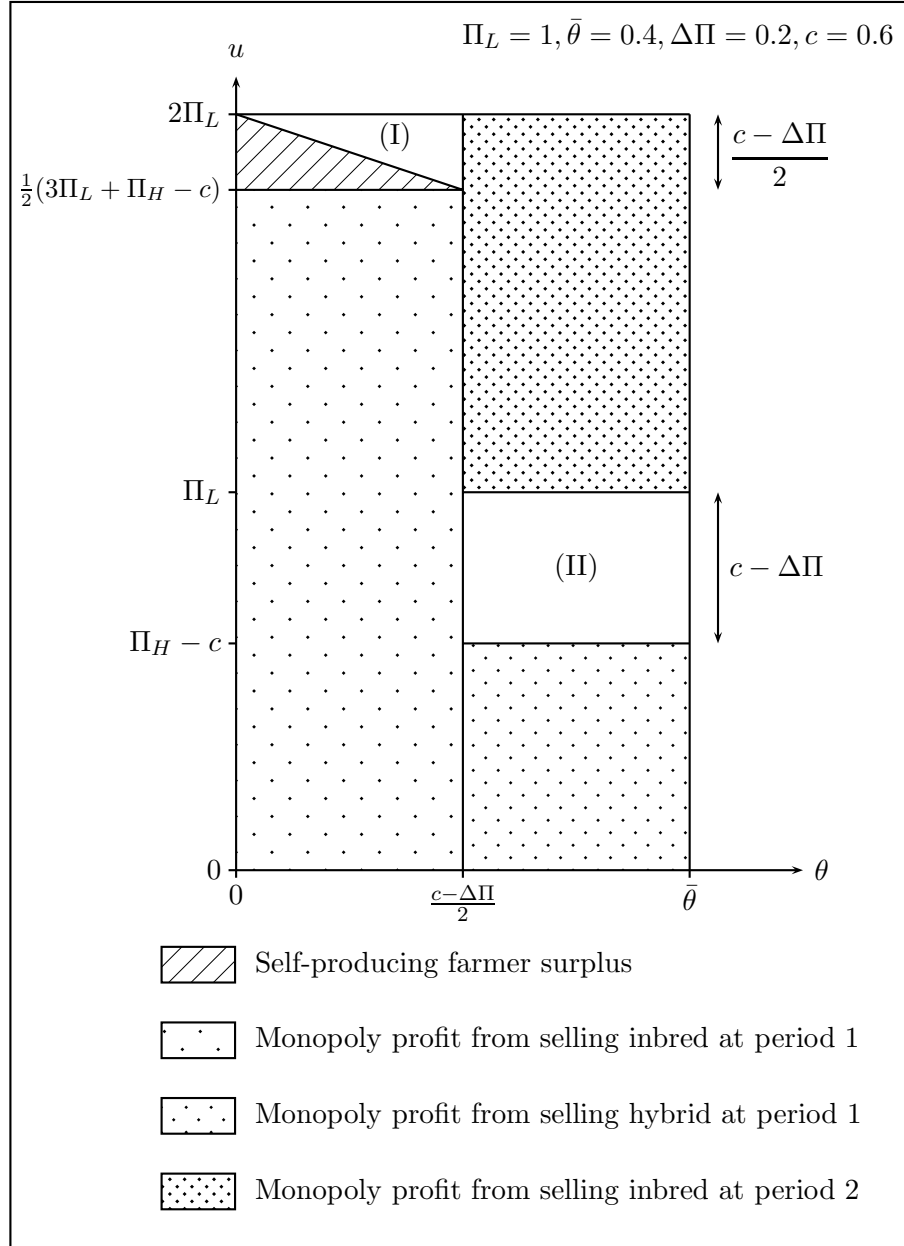 Π_L = 1, θ̄ = 0.4, ΔΠ = 0.2, c = 0.6
u
2Π_L
(I)
(c − ΔΠ)/2
½(3Π_L + Π_H − c)
Π_L
(II)
c − ΔΠ
Π_H − c
0
θ
0
(c−ΔΠ)/2
θ̄
Self-producing farmer surplus
Monopoly profit from selling inbred at period 1
Monopoly profit from selling hybrid at period 1
Monopoly profit from selling inbred at period 2